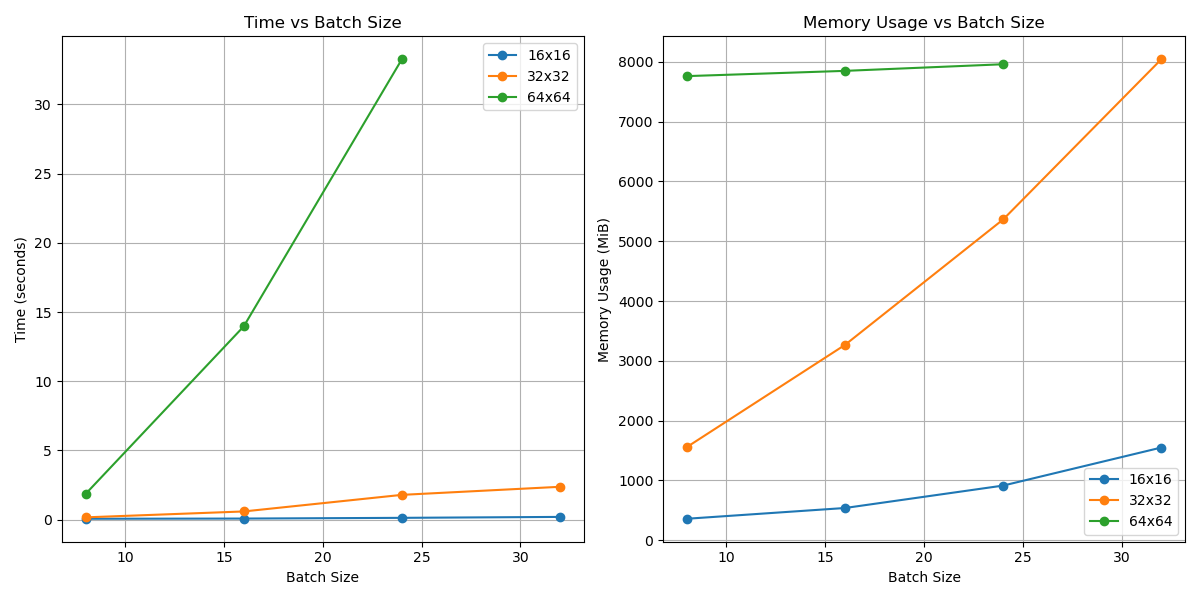 Time vs Batch Size
Time (seconds)
30
25
20
15
10
5
0
10 15 20 25 30
Batch Size
16x16
32x32
64x64
Memory Usage vs Batch Size
Memory Usage (MiB)
8000
7000
6000
5000
4000
3000
2000
1000
0
10 15 20 25 30
Batch Size
16x16
32x32
64x64